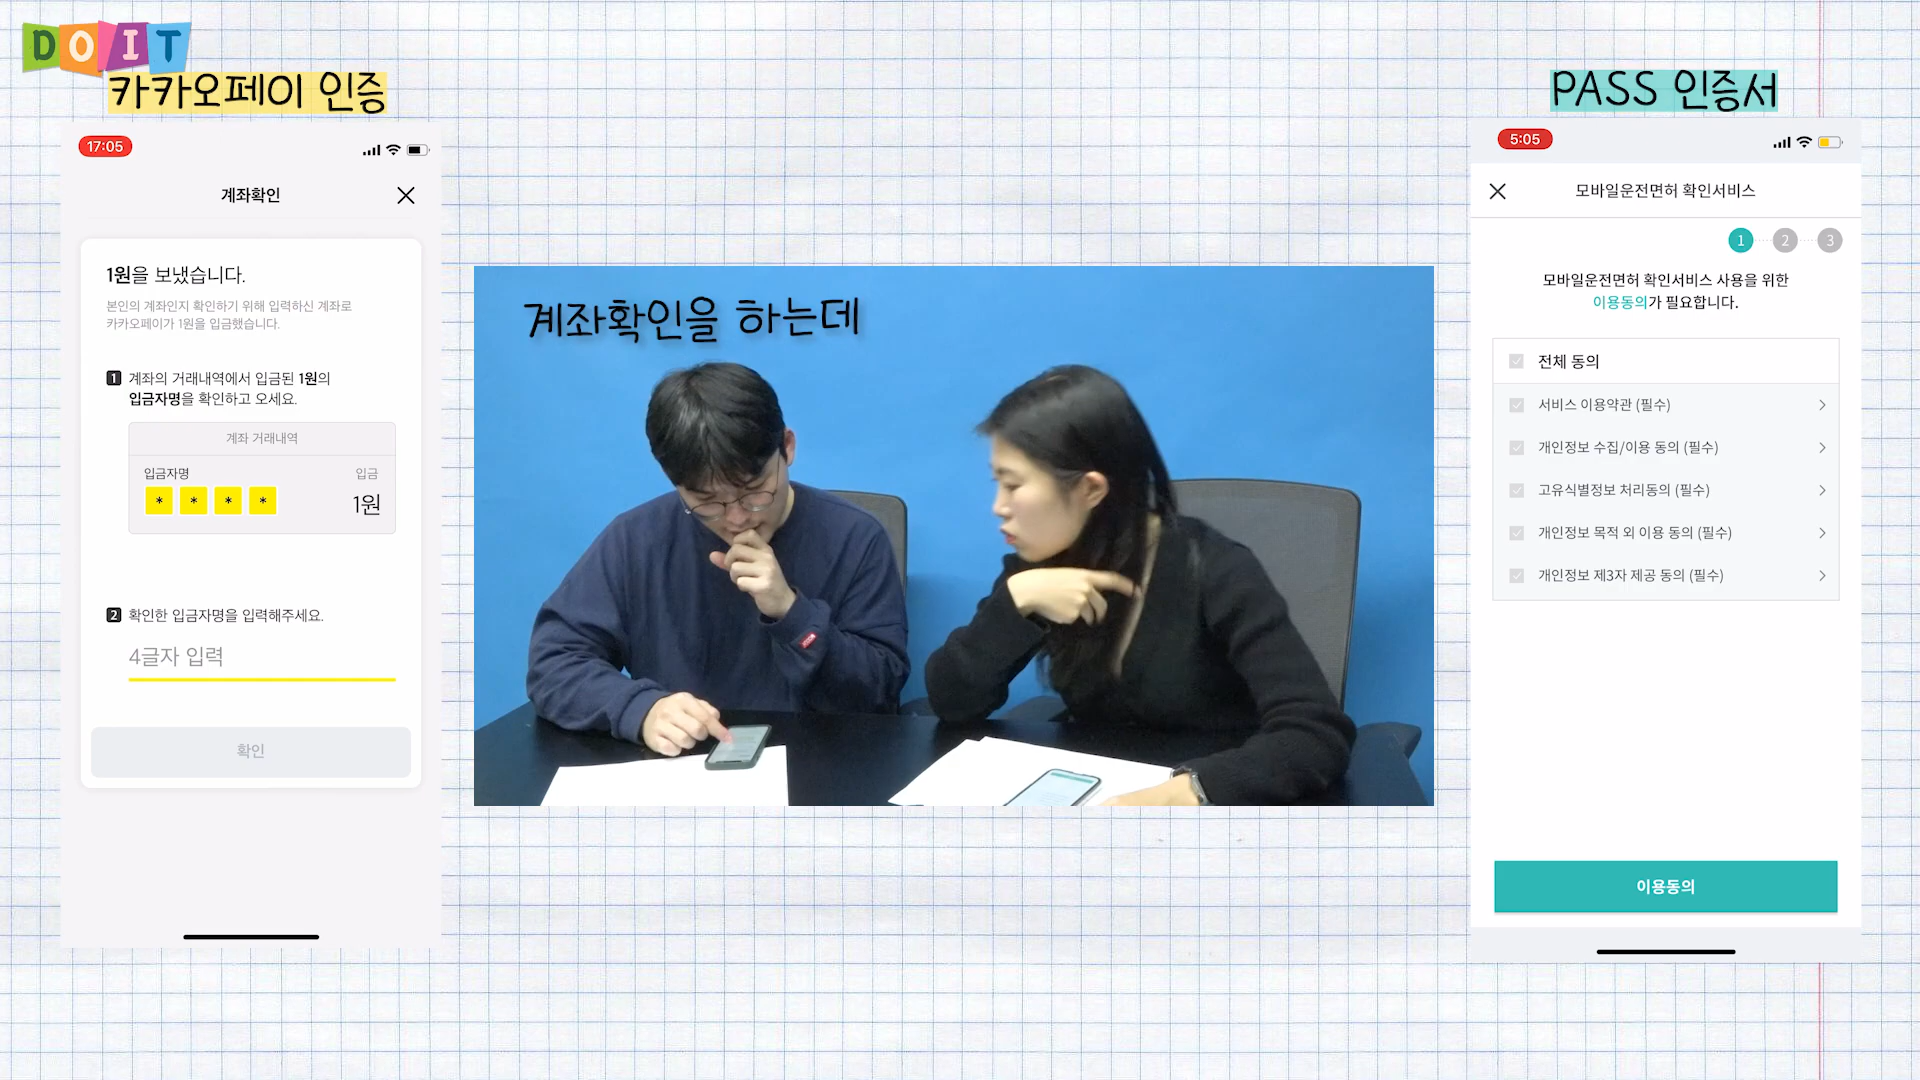 DOIT
카카오페이 인증
17:05
계좌확인
1원을 보냈습니다.
본인의 계좌인지 확인하기 위해 입력하신 계좌로
카카오페이가 1원을 입금했습니다.
1 계좌의 거래내역에서 입금된 1원의
입금자명을 확인하고 오세요.
계좌 거래내역
입금자명 입금
* * * * 1원
2 확인한 입금자명을 입력해주세요.
4글자 입력
확인
계좌확인을 하는데
PASS 인증서
5:05
모바일운전면허 확인서비스
1 2 3
모바일운전면허 확인서비스 사용을 위한
이용동의가 필요합니다.
전체 동의
서비스 이용약관 (필수)
개인정보 수집/이용 동의 (필수)
고유식별정보 처리동의 (필수)
개인정보 목적 외 이용 동의 (필수)
개인정보 제3자 제공 동의 (필수)
이용동의